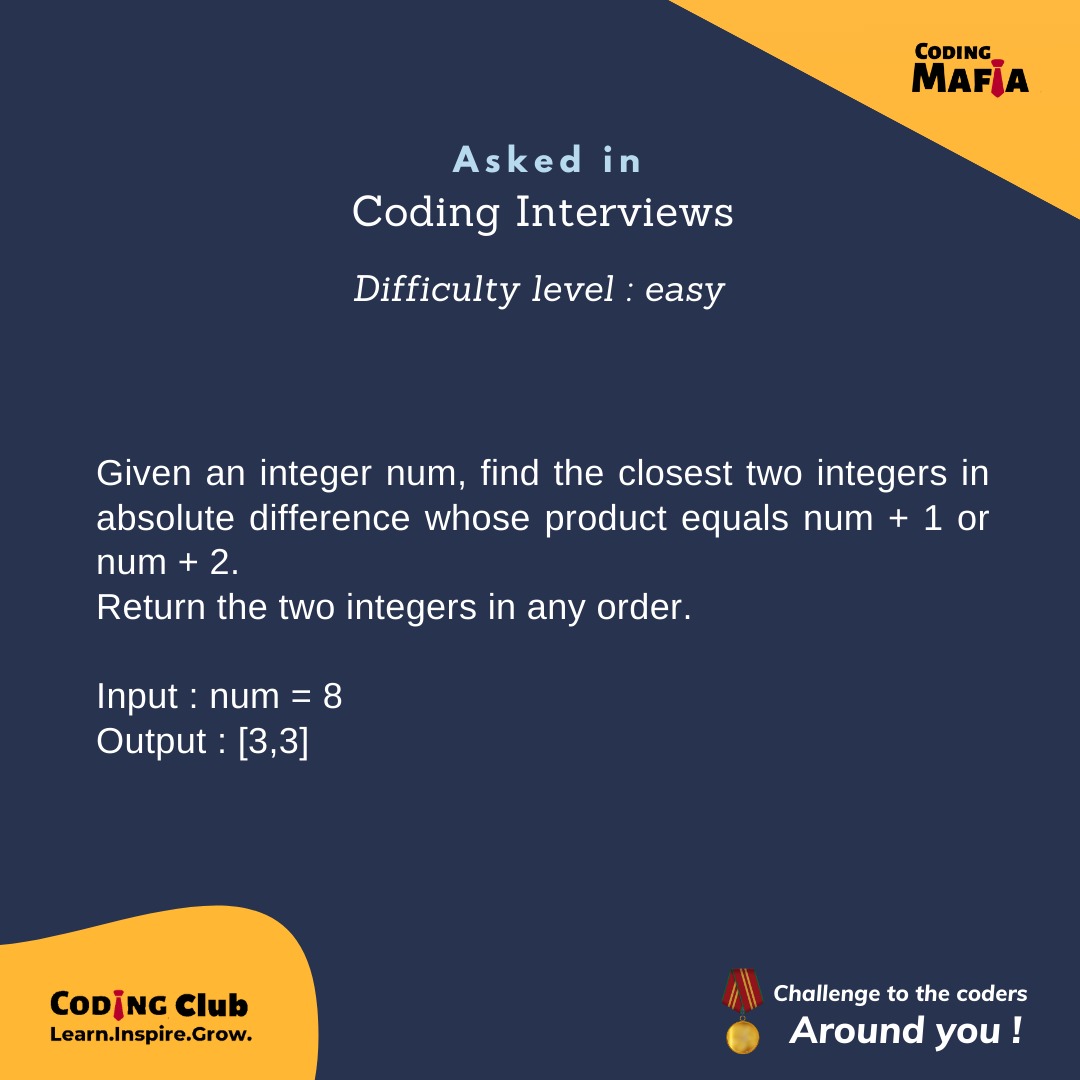 CODING
MAFIA
Asked in
Coding Interviews
Difficulty level : easy
Given an integer num, find the closest two integers in
absolute difference whose product equals num + 1 or
num + 2.
Return the two integers in any order.
Input : num = 8
Output : [3,3]
CODING Club
Learn.Inspire.Grow.
Challenge to the coders
Around you !